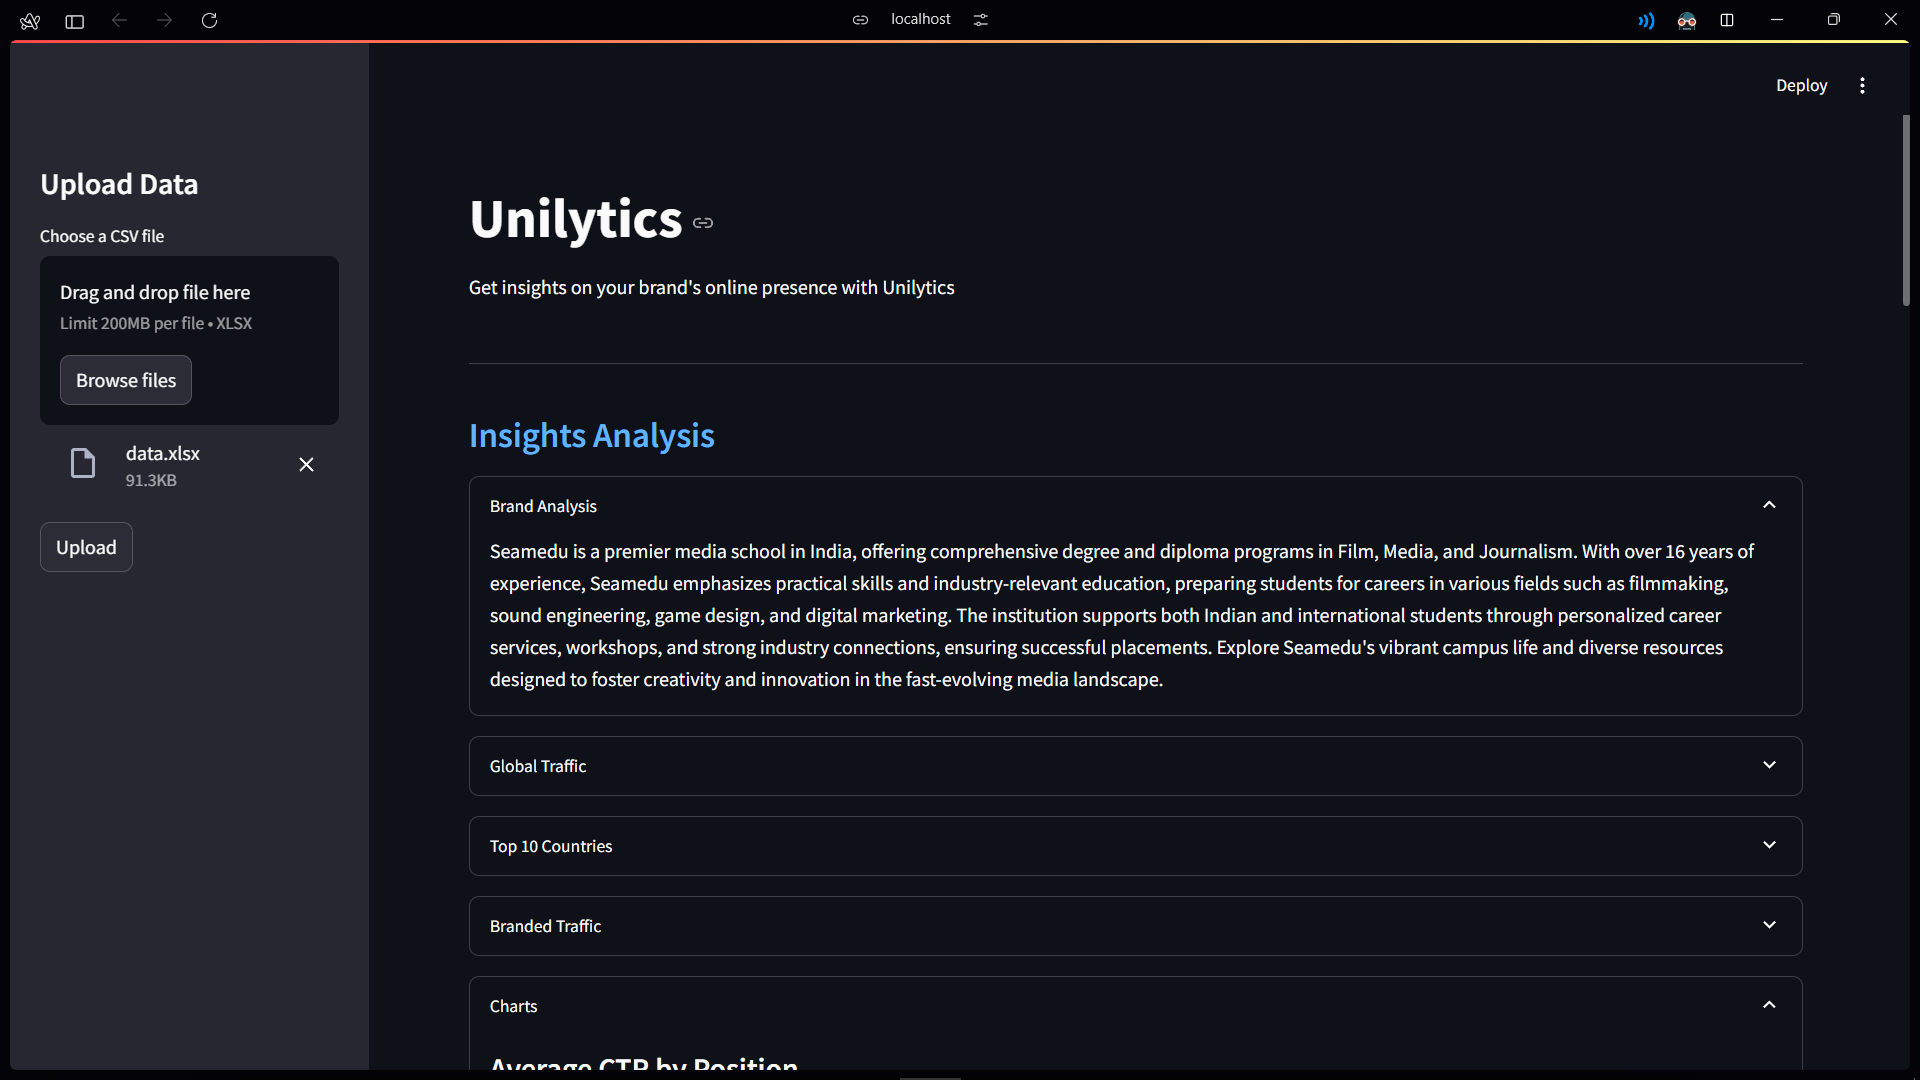 localhost
Deploy
Upload Data
Choose a CSV file
Drag and drop file here
Limit 200MB per file • XLSX
Browse files
data.xlsx
91.3KB
Upload
Unilytics
Get insights on your brand's online presence with Unilytics
Insights Analysis
Brand Analysis
Seamedu is a premier media school in India, offering comprehensive degree and diploma programs in Film, Media, and Journalism. With over 16 years of
experience, Seamedu emphasizes practical skills and industry-relevant education, preparing students for careers in various fields such as filmmaking,
sound engineering, game design, and digital marketing. The institution supports both Indian and international students through personalized career
services, workshops, and strong industry connections, ensuring successful placements. Explore Seamedu's vibrant campus life and diverse resources
designed to foster creativity and innovation in the fast-evolving media landscape.
Global Traffic
Top 10 Countries
Branded Traffic
Charts
Average CTR by Position